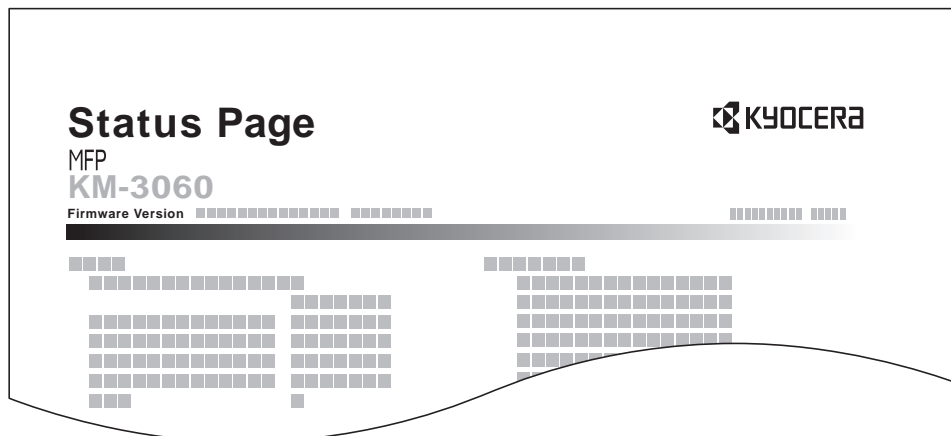 Status Page
KYOCERA
MFP
KM-3060
Firmware Version